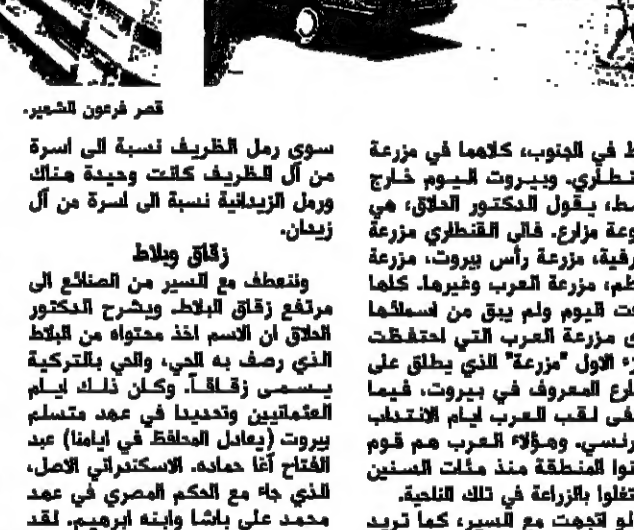 قصر فرعون للشمير.
ط في الجنوب، كلاهما في مزرعة
نطاري. وبيروت اليوم خارج
سط، يقول الدكتور الحلاق، هي
وعة مزارع. فالى القنطاري مزرعة
رفية، مزرعة رأس بيروت، مزرعة
ظم، مزرعة العرب وغيرها. كلها
ت اليوم ولم يبق من اسمائها
ى مزرعة العرب التي احتفظت
ء الاول "مزرعة" الذي يطلق على
ارع المعروف في بيروت، فيما
فى لقب العرب ايام الانتداب
رنسي. وهؤلاء العرب هم قوم
نوا المنطقة منذ مئات السنين
تغلوا بالزراعة في تلك الناحية.
لو اتجهت مع السير، كما تريد
سوى رمل الظريف نسبة الى اسرة
من آل الظريف كانت وحيدة هناك
ورمل الزيدانية نسبة الى اسرة من آل
زيدان.
زقاق وبلاط
وننعطف مع السير من الصنائع الى
مرتفع زقاق البلاط. ويشرح الدكتور
الحلاق ان الاسم اخذ محتواه من البلاط
الذي رصف به الحي، والحي بالتركية
يسمى زقاقاً. وكان ذلك ايام
العثمانيين وتحديدا في عهد متسلم
بيروت (يعادل المحافظ في ايامنا) عبد
الفتاح آغا حماده. الاسكندراني الاصل،
الذي جاء مع الحكم المصري في عهد
محمد علي باشا وابنه ابرهيم. لقد